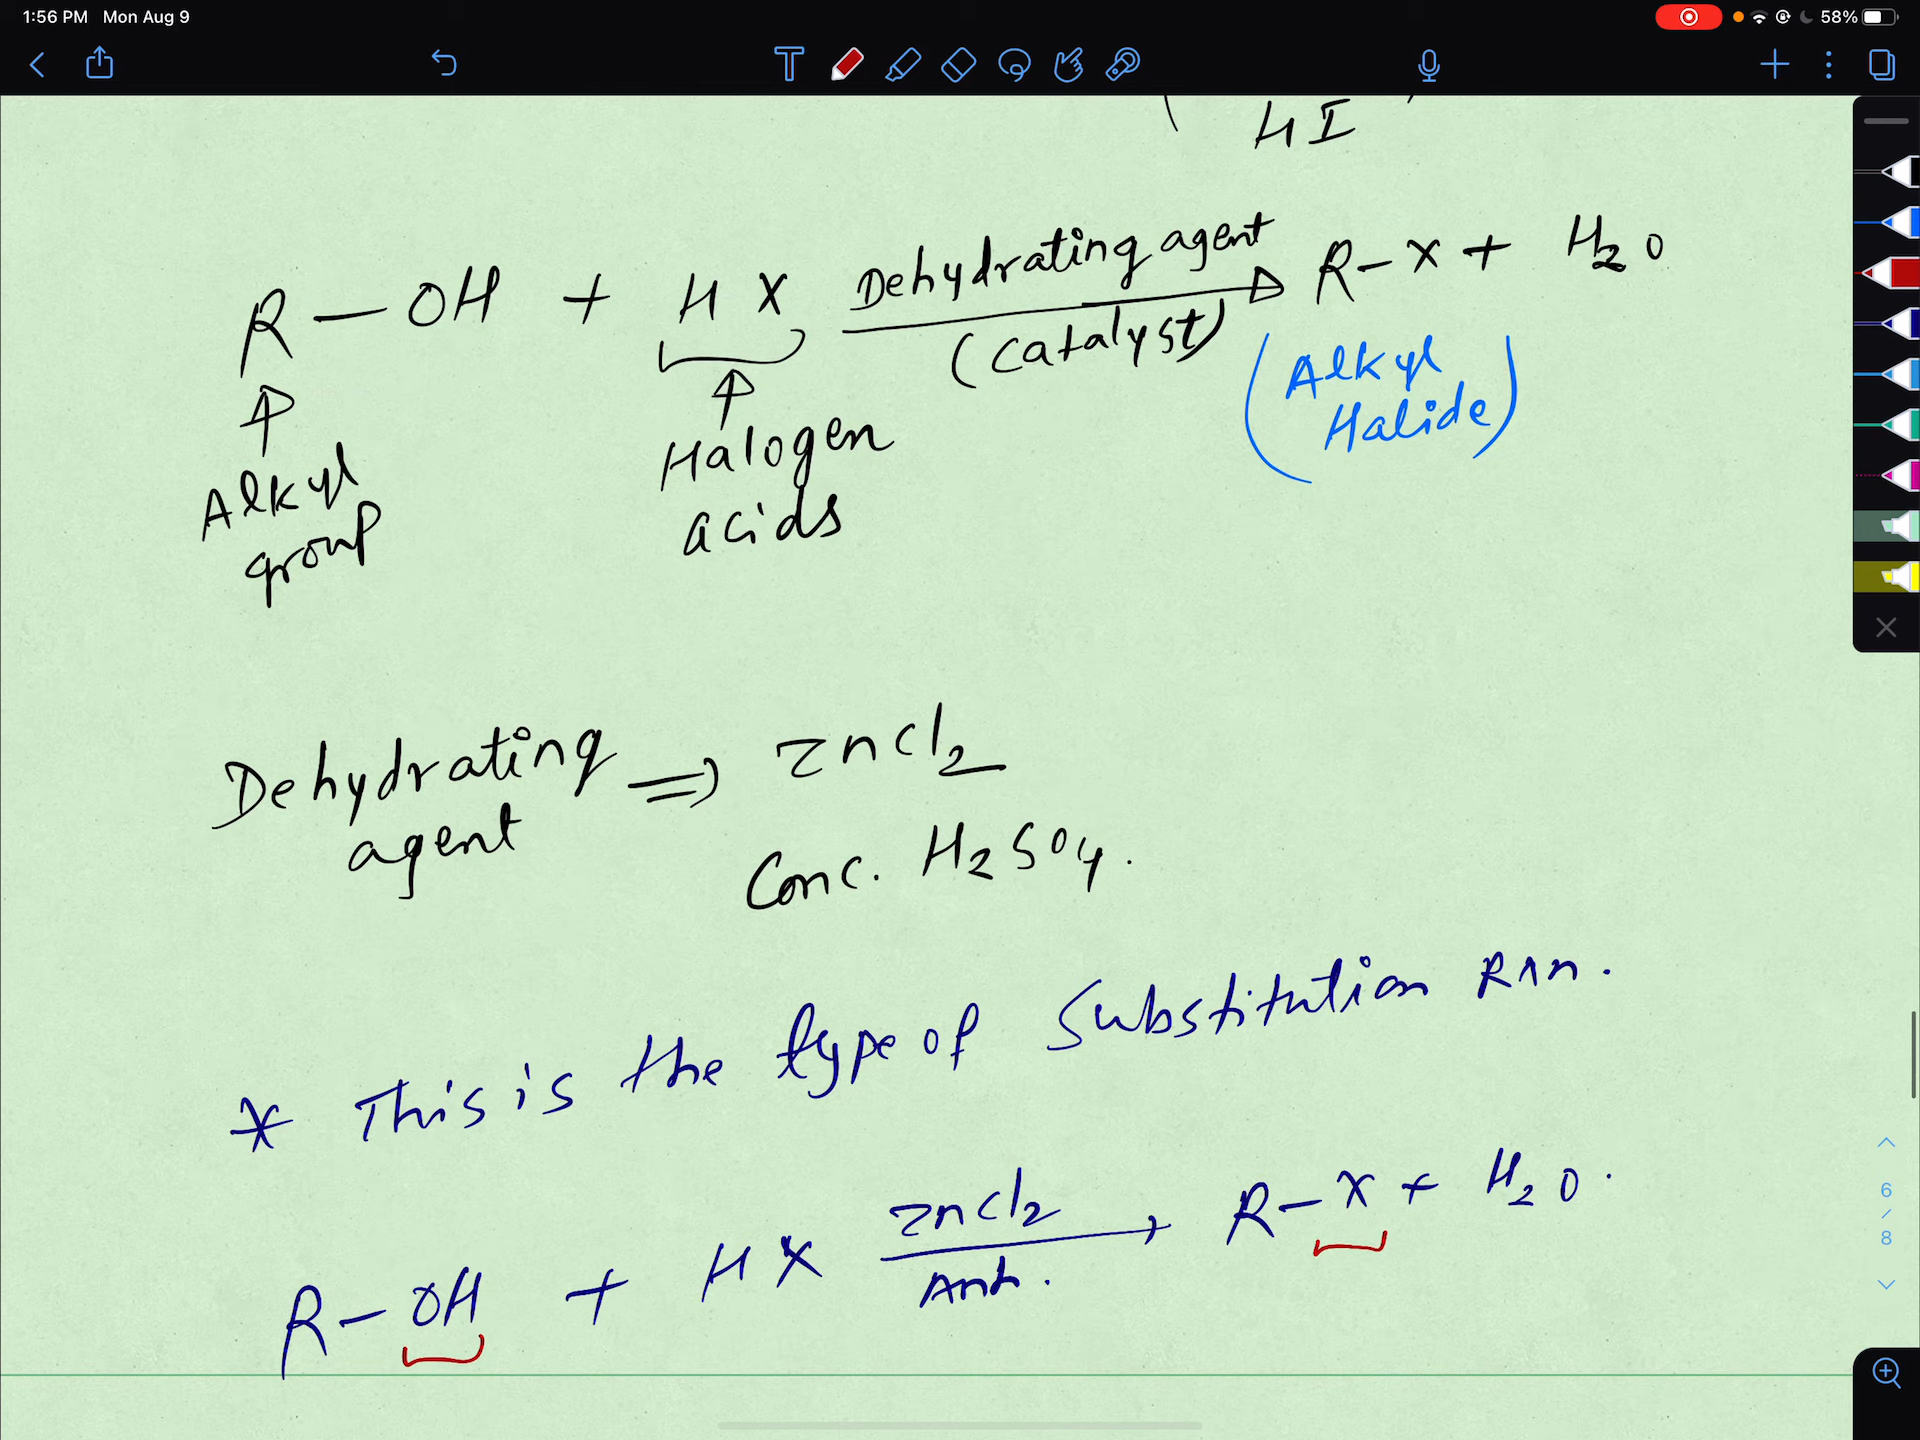 1:56 PM Mon Aug 9
58%
HI
R-OH + HX Dehydrating agent (catalyst) → R-X + H2O
Alkyl group
Halogen acids
(Alkyl Halide)
Dehydrating agent ⇒ ZnCl2
Conc. H2SO4.
* This is the type of Substitution Rxn.
R-OH + HX ZnCl2 Anh. → R-X + H2O.
6
/
8